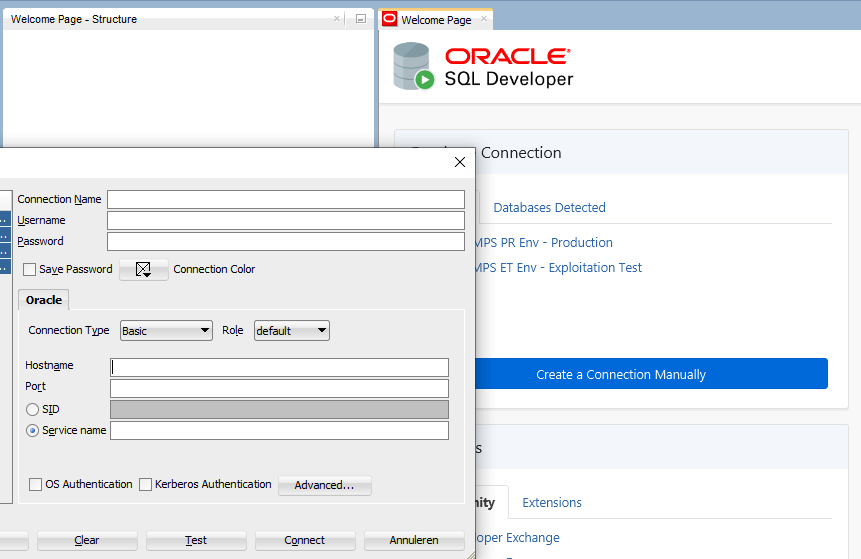 Welcome Page - Structure
Welcome Page
ORACLE
SQL Developer
Connection
Databases Detected
MPS PR Env - Production
MPS ET Env - Exploitation Test
Create a Connection Manually
Extensions
oper Exchange
Connection Name
Username
Password
Save Password
Connection Color
Oracle
Connection Type Basic Role default
Hostname
Port
SID
Service name
OS Authentication Kerberos Authentication Advanced...
Clear Test Connect Annuleren